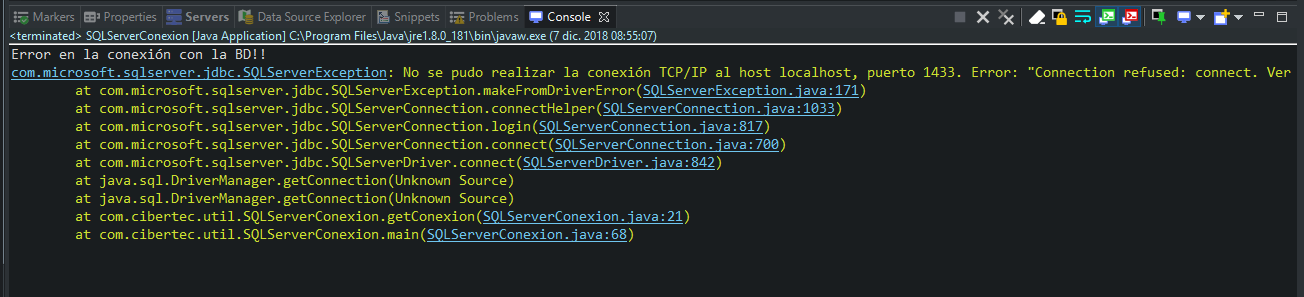 Markers Properties Servers Data Source Explorer Snippets Problems Console
<terminated> SQLServerConexion [Java Application] C:\Program Files\Java\jre1.8.0_181\bin\javaw.exe (7 dic. 2018 08:55:07)
Error en la conexión con la BD!!
com.microsoft.sqlserver.jdbc.SQLServerException: No se pudo realizar la conexión TCP/IP al host localhost, puerto 1433. Error: "Connection refused: connect. Ver
at com.microsoft.sqlserver.jdbc.SQLServerException.makeFromDriverError(SQLServerException.java:171)
at com.microsoft.sqlserver.jdbc.SQLServerConnection.connectHelper(SQLServerConnection.java:1033)
at com.microsoft.sqlserver.jdbc.SQLServerConnection.login(SQLServerConnection.java:817)
at com.microsoft.sqlserver.jdbc.SQLServerConnection.connect(SQLServerConnection.java:700)
at com.microsoft.sqlserver.jdbc.SQLServerDriver.connect(SQLServerDriver.java:842)
at java.sql.DriverManager.getConnection(Unknown Source)
at java.sql.DriverManager.getConnection(Unknown Source)
at com.cibertec.util.SQLServerConexion.getConexion(SQLServerConexion.java:21)
at com.cibertec.util.SQLServerConexion.main(SQLServerConexion.java:68)